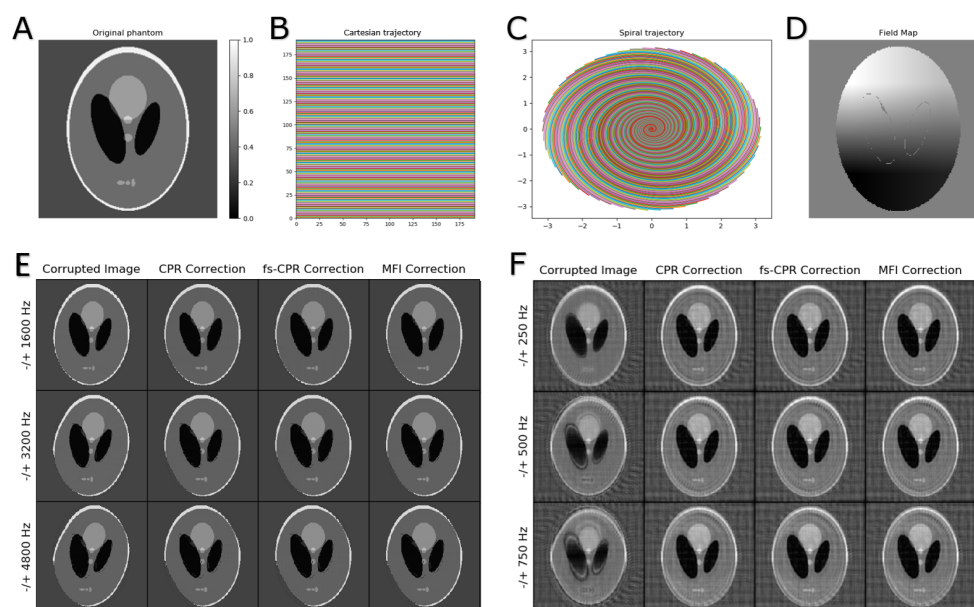 A
Original phantom
1.0
0.8
0.6
0.4
0.2
0.0
B
Cartesian trajectory
175
150
125
100
75
50
25
0
0 25 50 75 100 125 150 175
C
Spiral trajectory
3
2
1
0
−1
−2
−3
−3 −2 −1 0 1 2 3
D
Field Map
E
Corrupted Image CPR Correction fs-CPR Correction MFI Correction
-/+ 1600 Hz
-/+ 3200 Hz
-/+ 4800 Hz
F
Corrupted Image CPR Correction fs-CPR Correction MFI Correction
-/+ 250 Hz
-/+ 500 Hz
-/+ 750 Hz